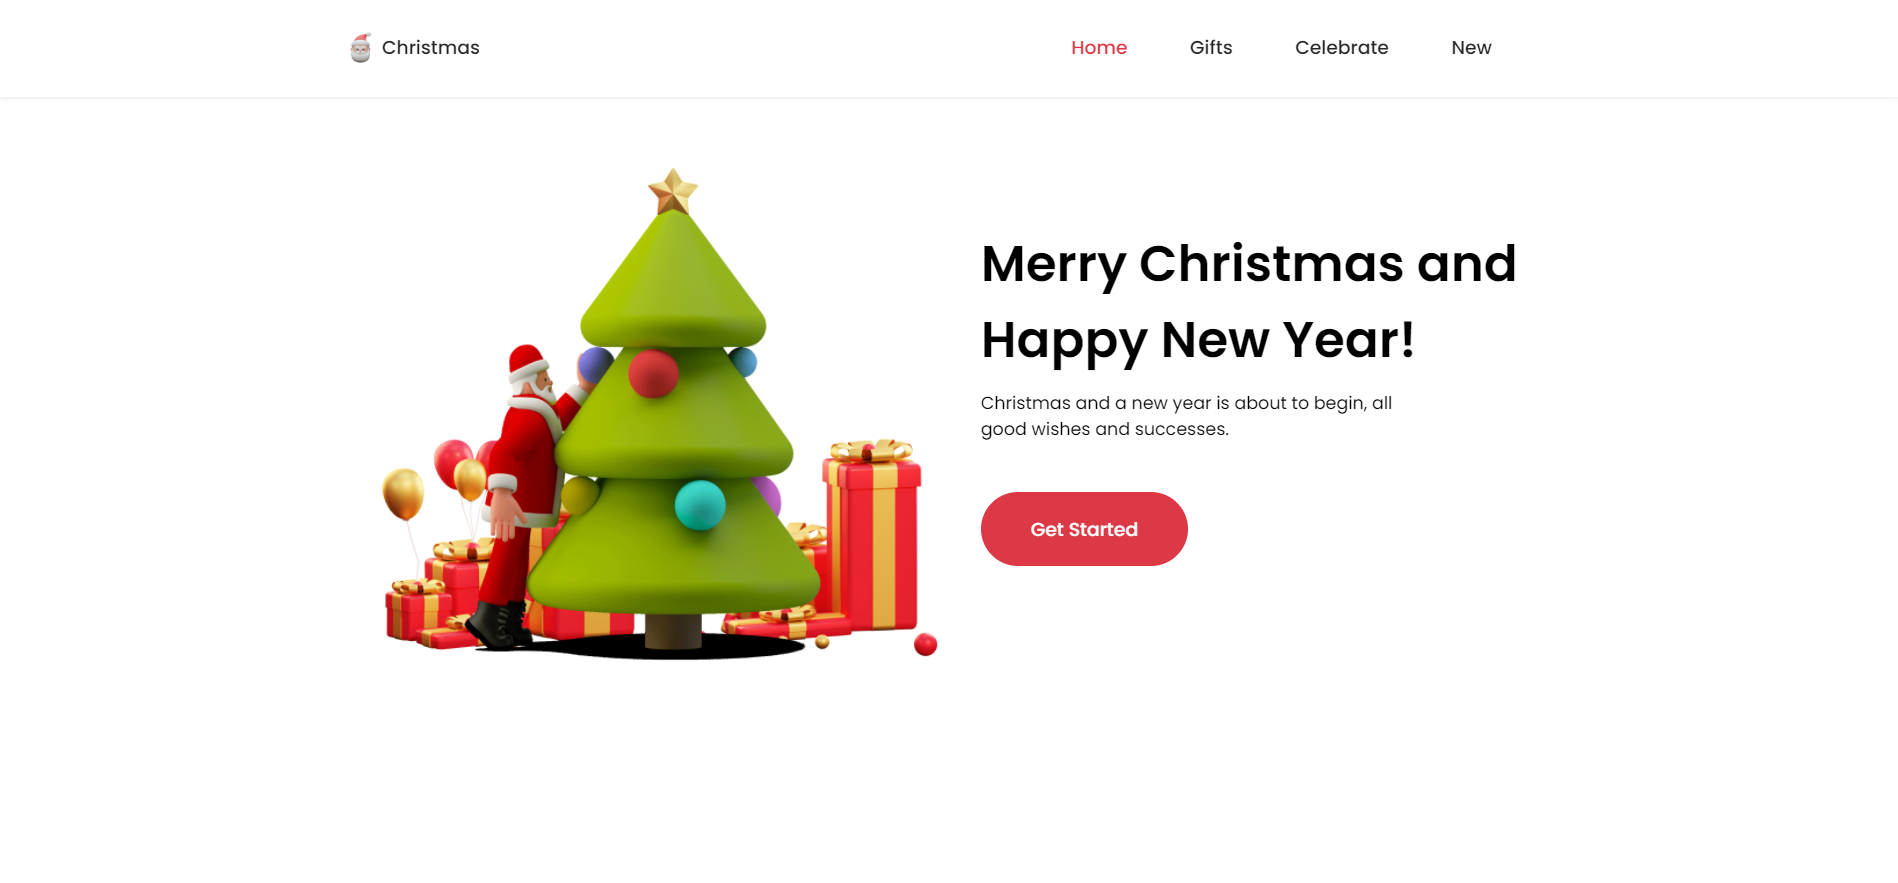 Christmas
Home
Gifts
Celebrate
New
Merry Christmas and
Happy New Year!
Christmas and a new year is about to begin, all
good wishes and successes.
Get Started